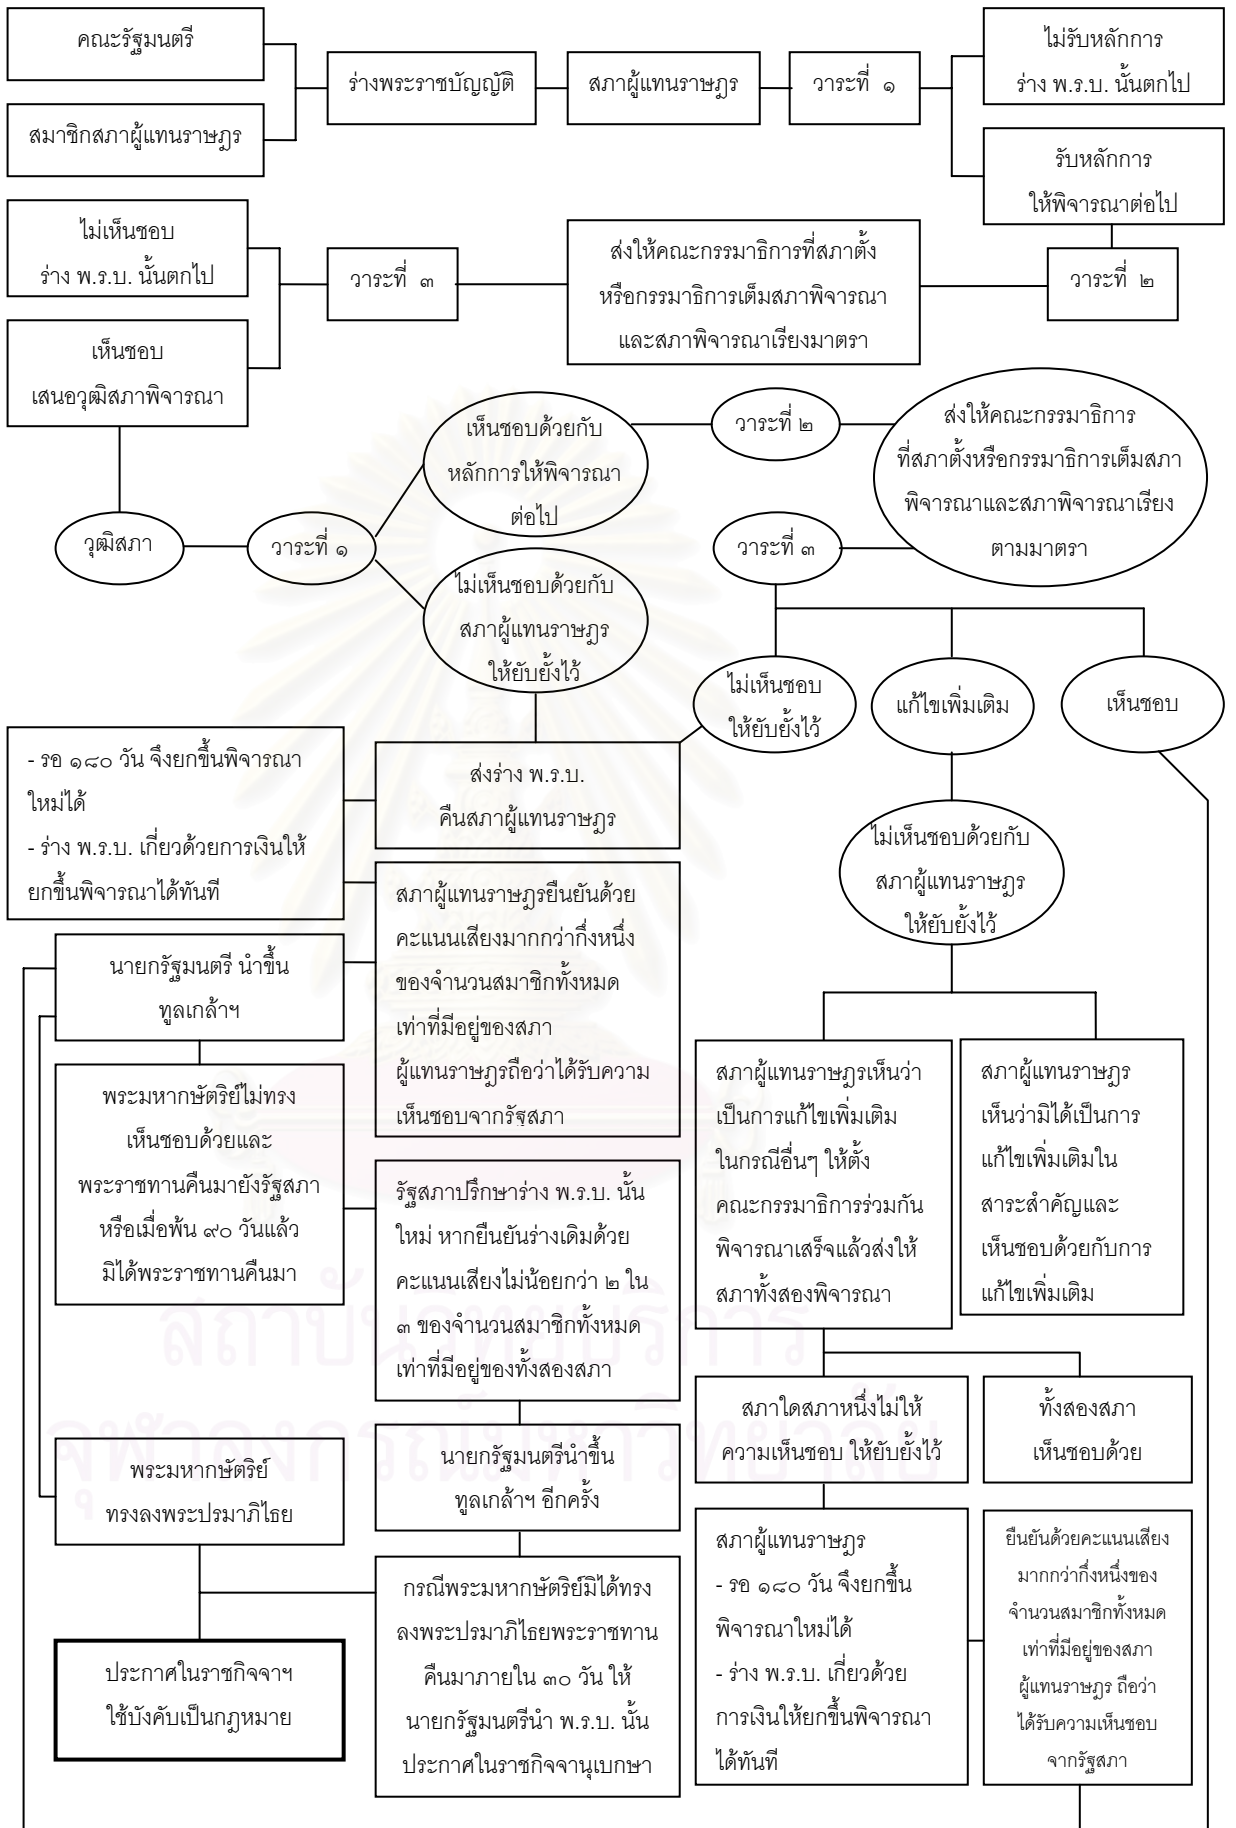 คณะรัฐมนตรี
สมาชิกสภาผู้แทนราษฎร
ร่างพระราชบัญญัติ
สภาผู้แทนราษฎร
วาระที่ ๑
ไม่รับหลักการ
ร่าง พ.ร.บ. นั้นตกไป
รับหลักการ
ให้พิจารณาต่อไป
วาระที่ ๒
ส่งให้คณะกรรมาธิการที่สภาตั้ง
หรือกรรมาธิการเต็มสภาพิจารณา
และสภาพิจารณาเรียงมาตรา
วาระที่ ๓
ไม่เห็นชอบ
ร่าง พ.ร.บ. นั้นตกไป
เห็นชอบ
เสนอวุฒิสภาพิจารณา
วุฒิสภา
วาระที่ ๑
เห็นชอบด้วยกับ
หลักการให้พิจารณา
ต่อไป
ไม่เห็นชอบด้วยกับ
สภาผู้แทนราษฎร
ให้ยับยั้งไว้
วาระที่ ๒
ส่งให้คณะกรรมาธิการ
ที่สภาตั้งหรือกรรมาธิการเต็มสภา
พิจารณาและสภาพิจารณาเรียง
ตามมาตรา
วาระที่ ๓
ไม่เห็นชอบ
ให้ยับยั้งไว้
แก้ไขเพิ่มเติม
เห็นชอบ
- รอ ๑๘๐ วัน จึงยกขึ้นพิจารณา
ใหม่ได้
- ร่าง พ.ร.บ. เกี่ยวด้วยการเงินให้
ยกขึ้นพิจารณาได้ทันที
ส่งร่าง พ.ร.บ.
คืนสภาผู้แทนราษฎร
ไม่เห็นชอบด้วยกับ
สภาผู้แทนราษฎร
ให้ยับยั้งไว้
สภาผู้แทนราษฎรยืนยันด้วย
คะแนนเสียงมากกว่ากึ่งหนึ่ง
ของจำนวนสมาชิกทั้งหมด
เท่าที่มีอยู่ของสภา
ผู้แทนราษฎรถือว่าได้รับความ
เห็นชอบจากรัฐสภา
นายกรัฐมนตรี นำขึ้น
ทูลเกล้าฯ
พระมหากษัตริย์ไม่ทรง
เห็นชอบด้วยและ
พระราชทานคืนมายังรัฐสภา
หรือเมื่อพ้น ๙๐ วันแล้ว
มิได้พระราชทานคืนมา
รัฐสภาปรึกษาร่าง พ.ร.บ. นั้น
ใหม่ หากยืนยันร่างเดิมด้วย
คะแนนเสียงไม่น้อยกว่า ๒ ใน
๓ ของจำนวนสมาชิกทั้งหมด
เท่าที่มีอยู่ของทั้งสองสภา
สภาผู้แทนราษฎรเห็นว่า
เป็นการแก้ไขเพิ่มเติม
ในกรณีอื่นๆ ให้ตั้ง
คณะกรรมาธิการร่วมกัน
พิจารณาเสร็จแล้วส่งให้
สภาทั้งสองพิจารณา
สภาผู้แทนราษฎร
เห็นว่ามิได้เป็นการ
แก้ไขเพิ่มเติมใน
สาระสำคัญและ
เห็นชอบด้วยกับการ
แก้ไขเพิ่มเติม
สภาใดสภาหนึ่งไม่ให้
ความเห็นชอบ ให้ยับยั้งไว้
ทั้งสองสภา
เห็นชอบด้วย
พระมหากษัตริย์
ทรงลงพระปรมาภิไธย
นายกรัฐมนตรีนำขึ้น
ทูลเกล้าฯ อีกครั้ง
สภาผู้แทนราษฎร
- รอ ๑๘๐ วัน จึงยกขึ้น
พิจารณาใหม่ได้
- ร่าง พ.ร.บ. เกี่ยวด้วย
การเงินให้ยกขึ้นพิจารณา
ได้ทันที
ยืนยันด้วยคะแนนเสียง
มากกว่ากึ่งหนึ่งของ
จำนวนสมาชิกทั้งหมด
เท่าที่มีอยู่ของสภา
ผู้แทนราษฎร ถือว่า
ได้รับความเห็นชอบ
จากรัฐสภา
กรณีพระมหากษัตริย์มิได้ทรง
ลงพระปรมาภิไธยพระราชทาน
คืนมาภายใน ๓๐ วัน ให้
นายกรัฐมนตรีนำ พ.ร.บ. นั้น
ประกาศในราชกิจจานุเบกษา
ประกาศในราชกิจจาฯ
ใช้บังคับเป็นกฎหมาย
สถาบันวิทยบริการ
จุฬาลงกรณ์มหาวิทยาลัย